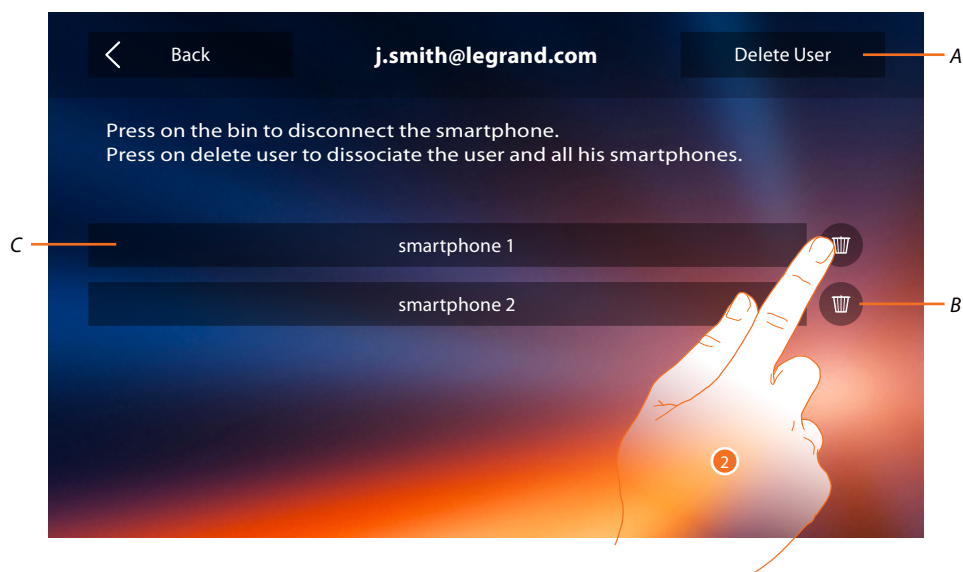 Back
j.smith@legrand.com
Delete User
A
Press on the bin to disconnect the smartphone.
Press on delete user to dissociate the user and all his smartphones.
C
smartphone 1
smartphone 2
B
2